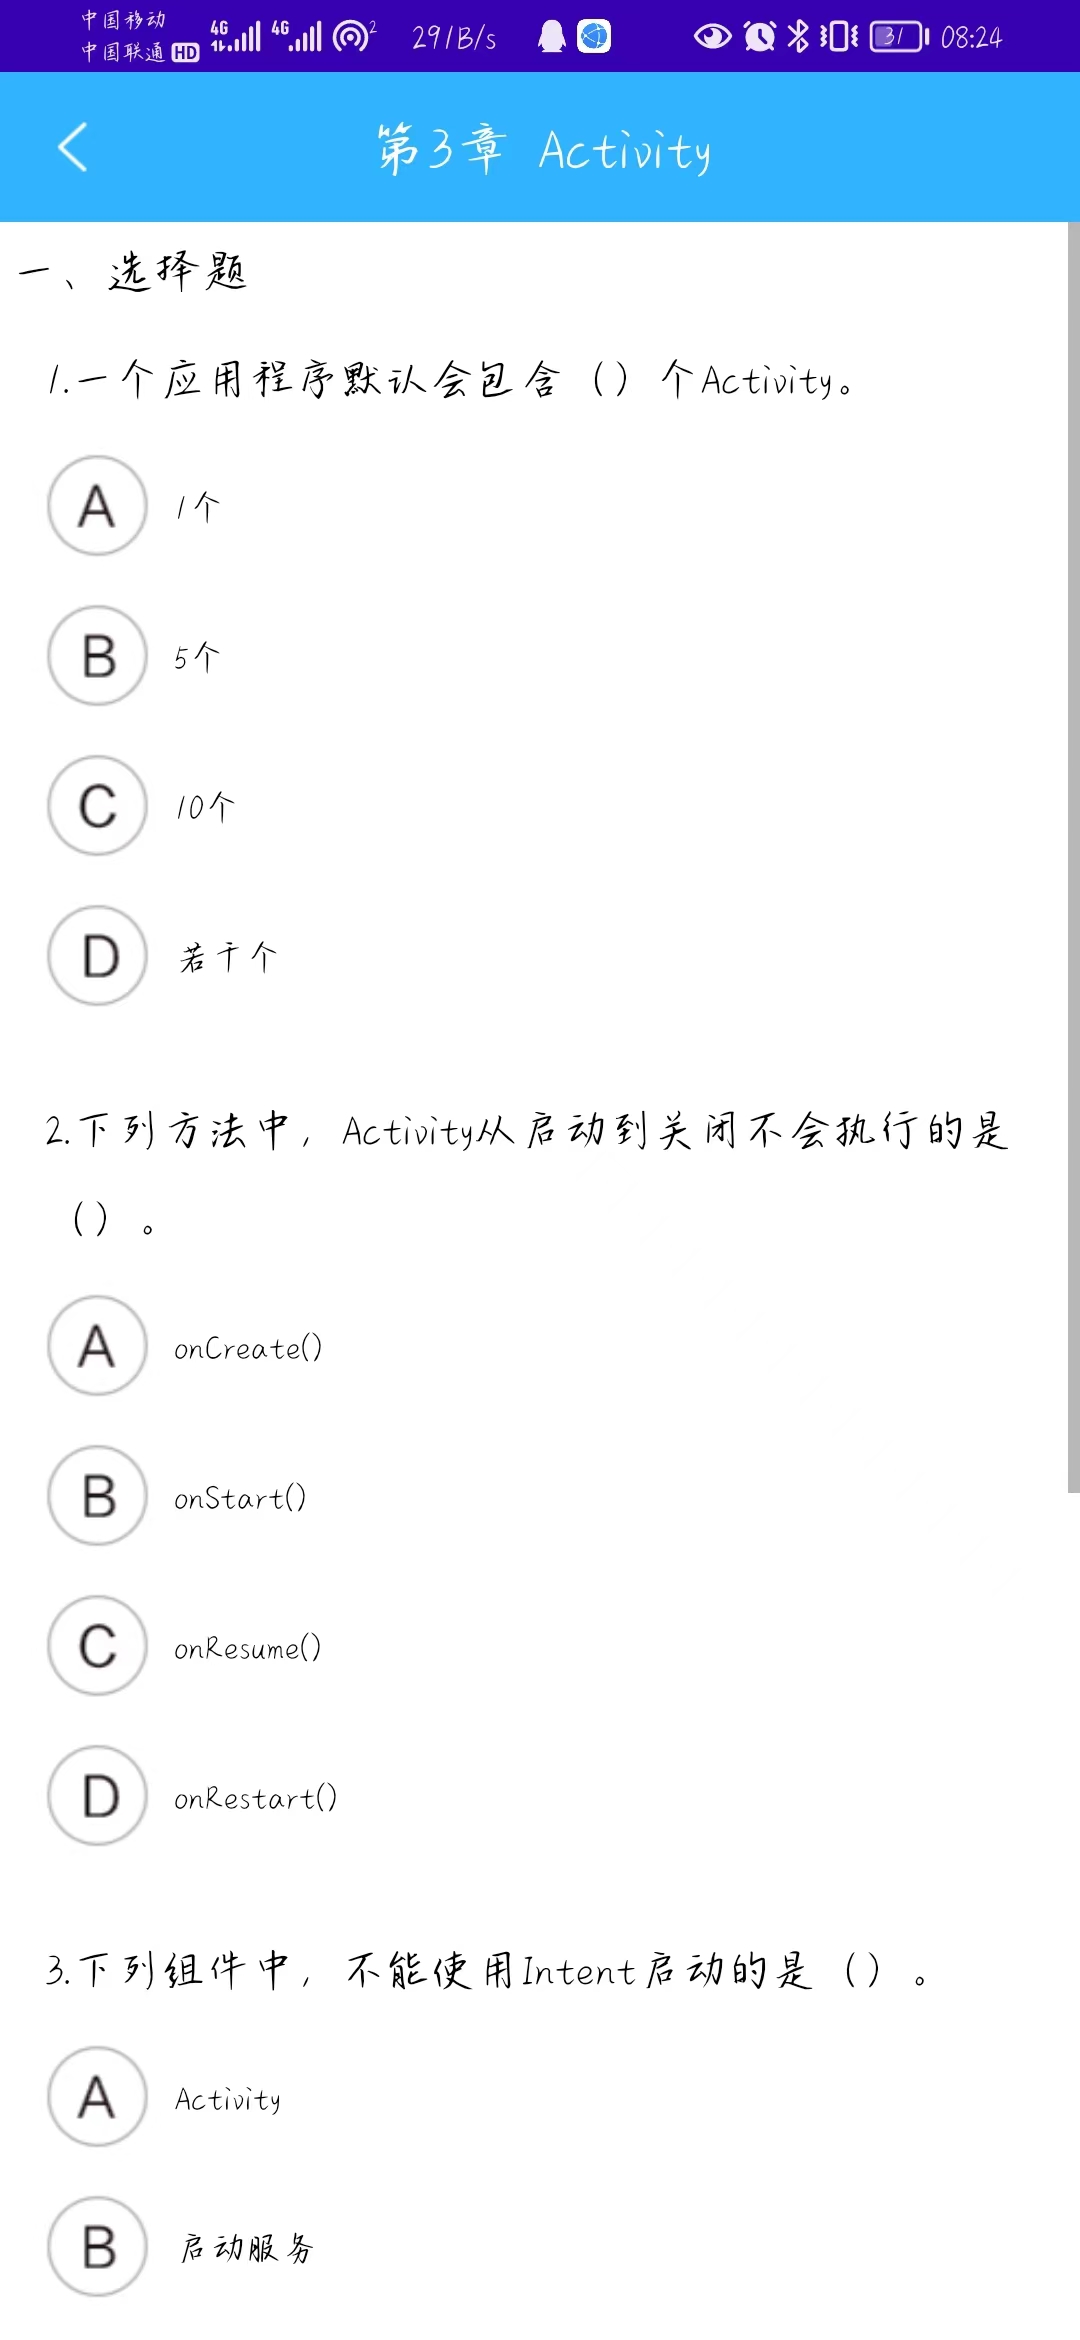 中国移动
中国联通 HD 4G 4G 2 291B/s 31 08:24
第3章 Activity
一、选择题
1.一个应用程序默认会包含（）个Activity。
A 1个
B 5个
C 10个
D 若干个
2.下列方法中，Activity从启动到关闭不会执行的是
（）。
A onCreate()
B onStart()
C onResume()
D onRestart()
3.下列组件中，不能使用Intent启动的是（）。
A Activity
B 启动服务